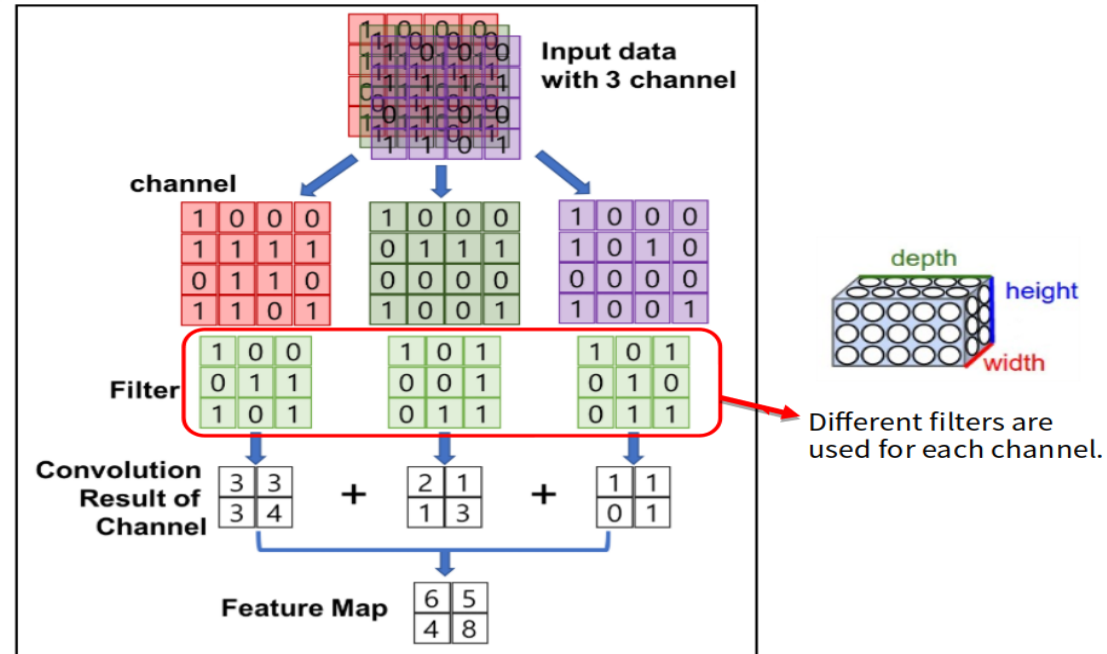 Input data
with 3 channel
channel
1 0 0 0
1 1 1 1
0 1 1 0
1 1 0 1
1 0 0 0
0 1 1 1
0 0 0 0
1 0 0 1
1 0 0 0
1 0 1 0
0 0 0 0
1 0 0 1
depth
height
width
Filter
1 0 0
0 1 1
1 0 1
1 0 1
0 0 1
0 1 1
1 0 1
0 1 0
0 1 1
Different filters are
used for each channel.
Convolution
Result of
Channel
3 3
3 4
+
2 1
1 3
+
1 1
0 1
Feature Map
6 5
4 8